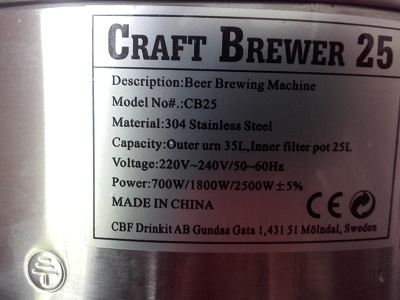 CRAFT BREWER 25
Description:Beer Brewing Machine
Model No#.:CB25
Material:304 Stainless Steel
Capacity:Outer urn 35L,Inner filter pot 25L
Voltage:220V~240V/50~60Hz
Power:700W/1800W/2500W±5%
MADE IN CHINA
CE
CBF Drinkit AB Gundas Gata 1,431 51 Mölndal, Sweden